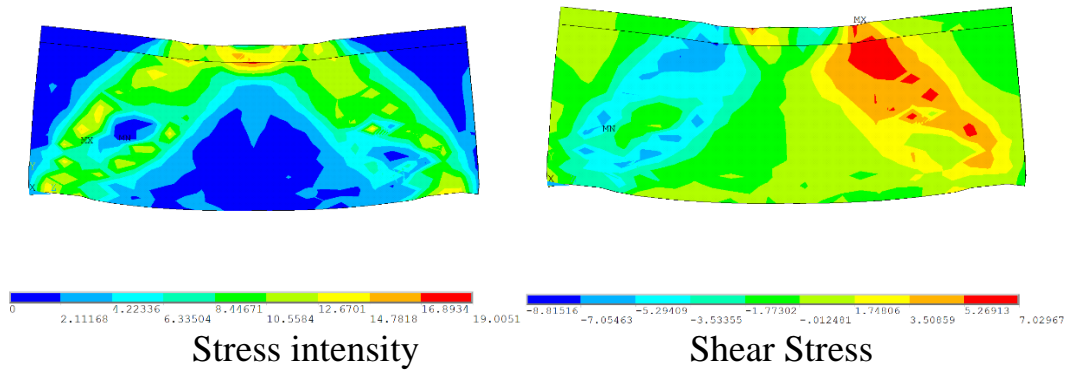 MX
MX
MN
X
X
0 4.22336 8.44671 12.6701 16.8934
2.11168 6.33504 10.5584 14.7818 19.0051
-8.81516 -5.29409 -1.77302 1.74806 5.26913
-7.05463 -3.53355 -.012481 3.50859 7.02967
Stress intensity
Shear Stress